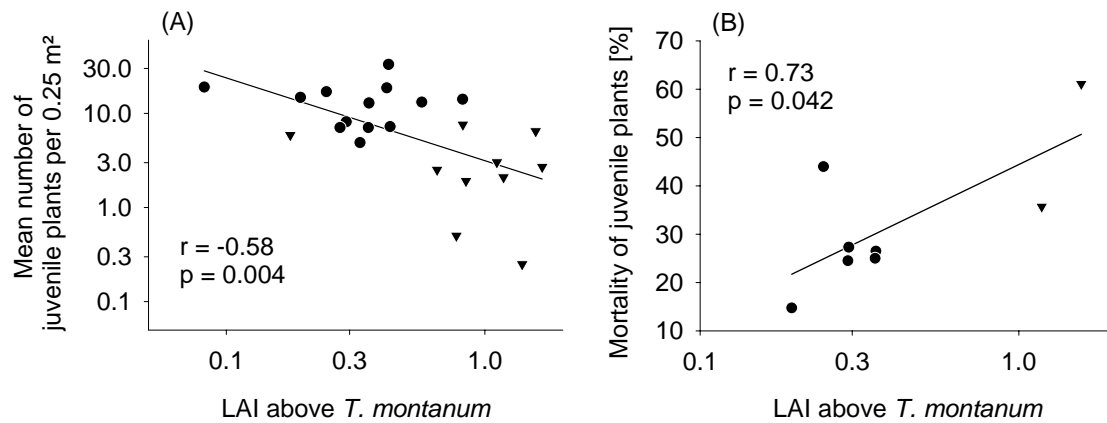 (A)
Mean number of
juvenile plants per 0.25 m²
30.0
10.0
3.0
1.0
0.3
0.1
r = -0.58
p = 0.004
0.1 0.3 1.0
LAI above T. montanum
(B)
Mortality of juvenile plants [%]
70
60
50
40
30
20
10
r = 0.73
p = 0.042
0.1 0.3 1.0
LAI above T. montanum